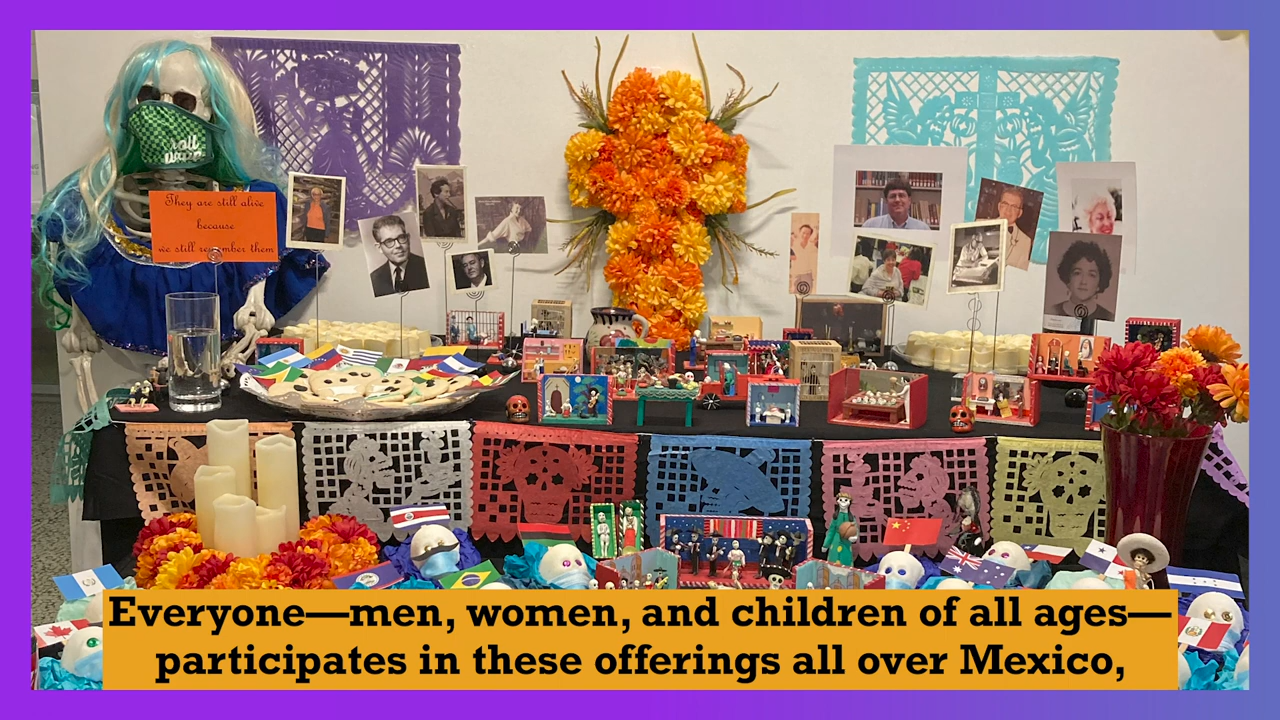 They are still alive
because
we still remember them
Everyone—men, women, and children of all ages—
participates in these offerings all over Mexico,